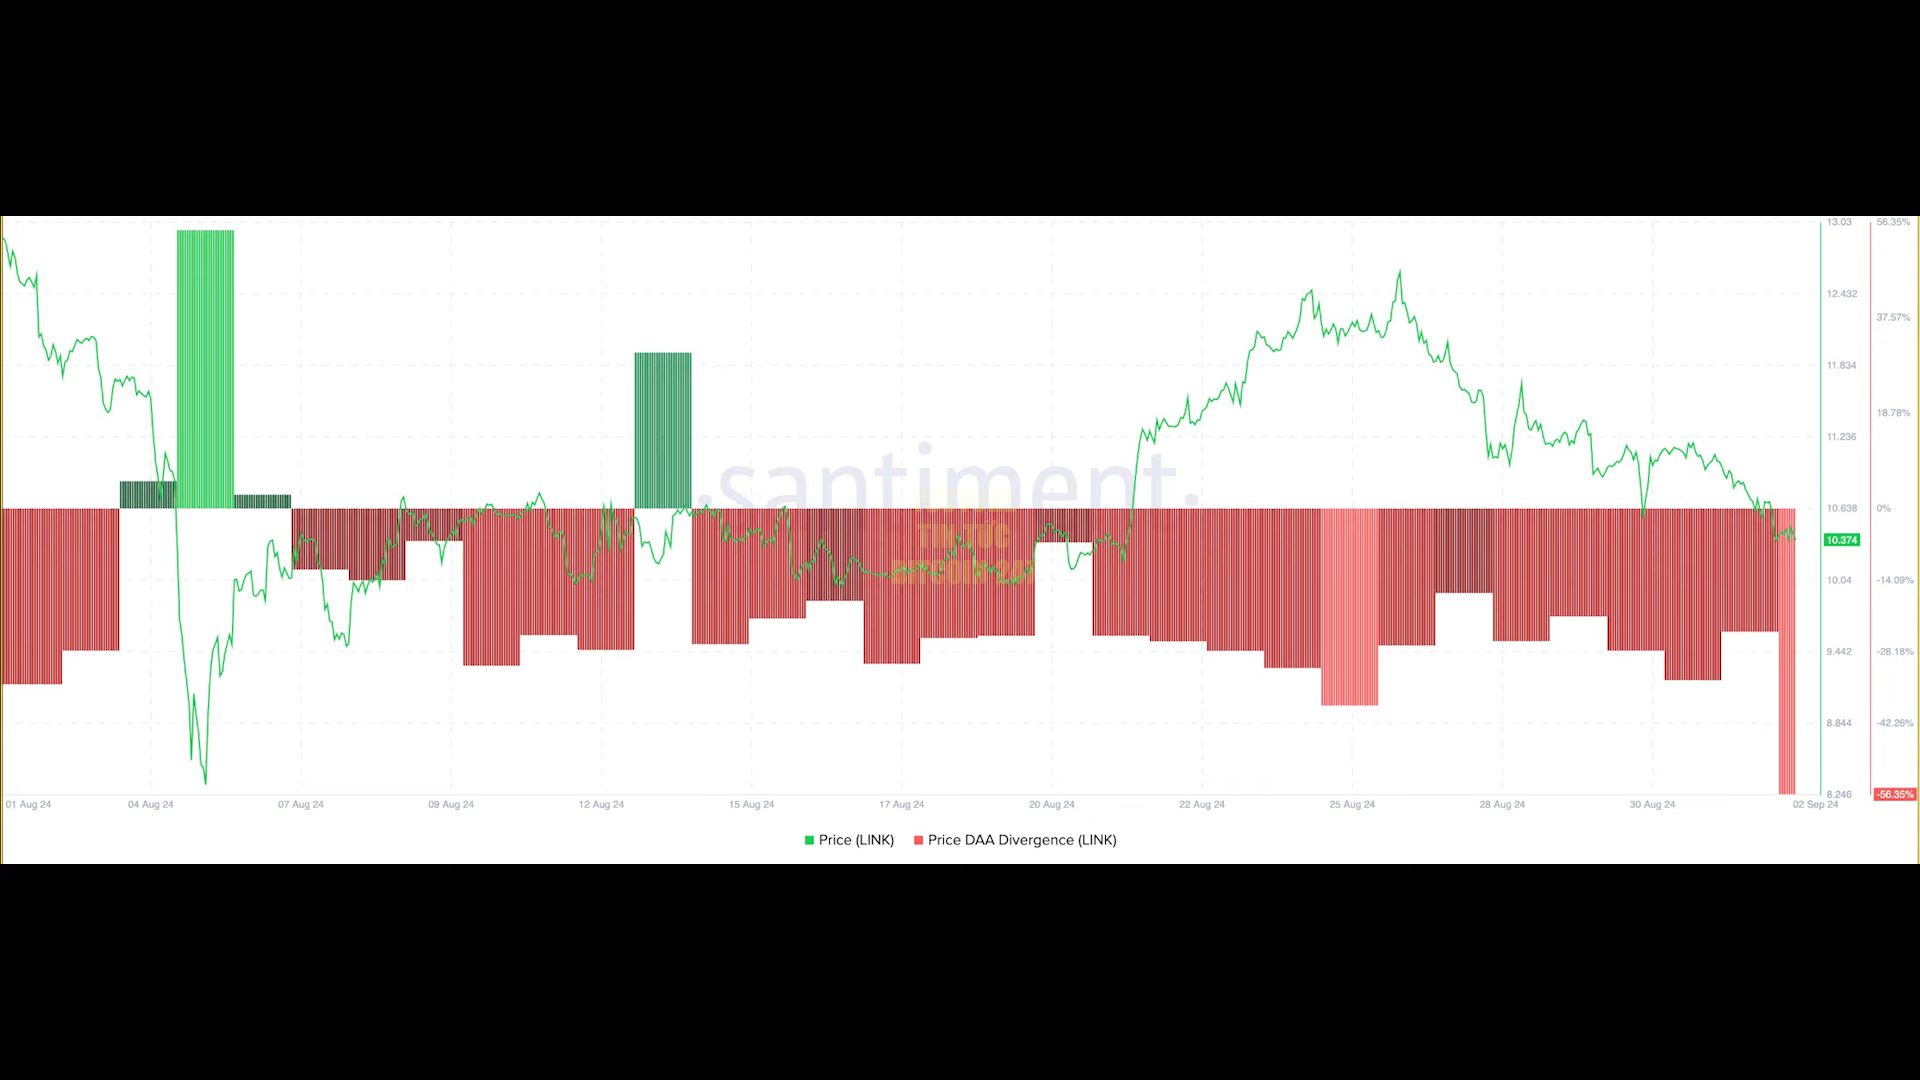 13.03
56.35%
12.432
37.57%
11.834
18.78%
11.236
.santiment.
10.638
0%
TIN TỨC
10.374
BITCOIN 247
10.04
-14.09%
9.442
-28.18%
8.844
-42.26%
8.246
-56.35%
01 Aug 24
04 Aug 24
07 Aug 24
09 Aug 24
12 Aug 24
15 Aug 24
17 Aug 24
20 Aug 24
22 Aug 24
25 Aug 24
28 Aug 24
30 Aug 24
02 Sep 24
Price (LINK)
Price DAA Divergence (LINK)